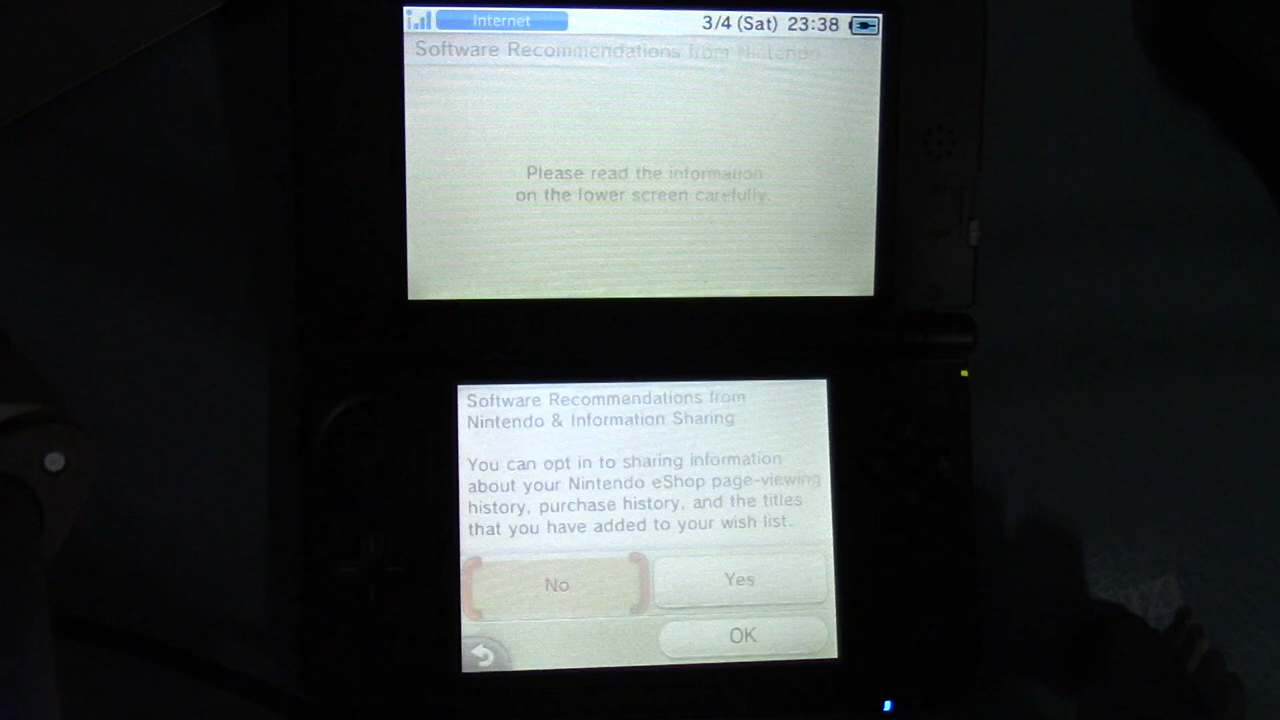 Internet
3/4 (Sat) 23:38
Software Recommendations from Nintendo
Please read the information
on the lower screen carefully.
Software Recommendations from
Nintendo & Information Sharing
You can opt in to sharing information
about your Nintendo eShop page-viewing
history, purchase history, and the titles
that you have added to your wish list.
No
Yes
OK